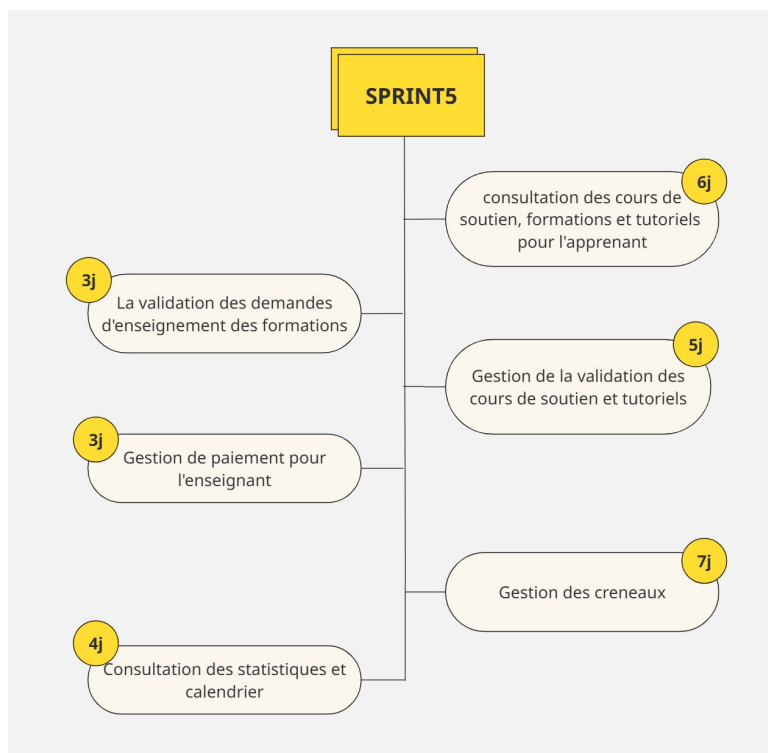 SPRINT5
6j
consultation des cours de
soutien, formations et tutoriels
pour l'apprenant
3j
La validation des demandes
d'enseignement des formations
5j
Gestion de la validation des
cours de soutien et tutoriels
3j
Gestion de paiement pour
l'enseignant
7j
Gestion des creneaux
4j
Consultation des statistiques et
calendrier